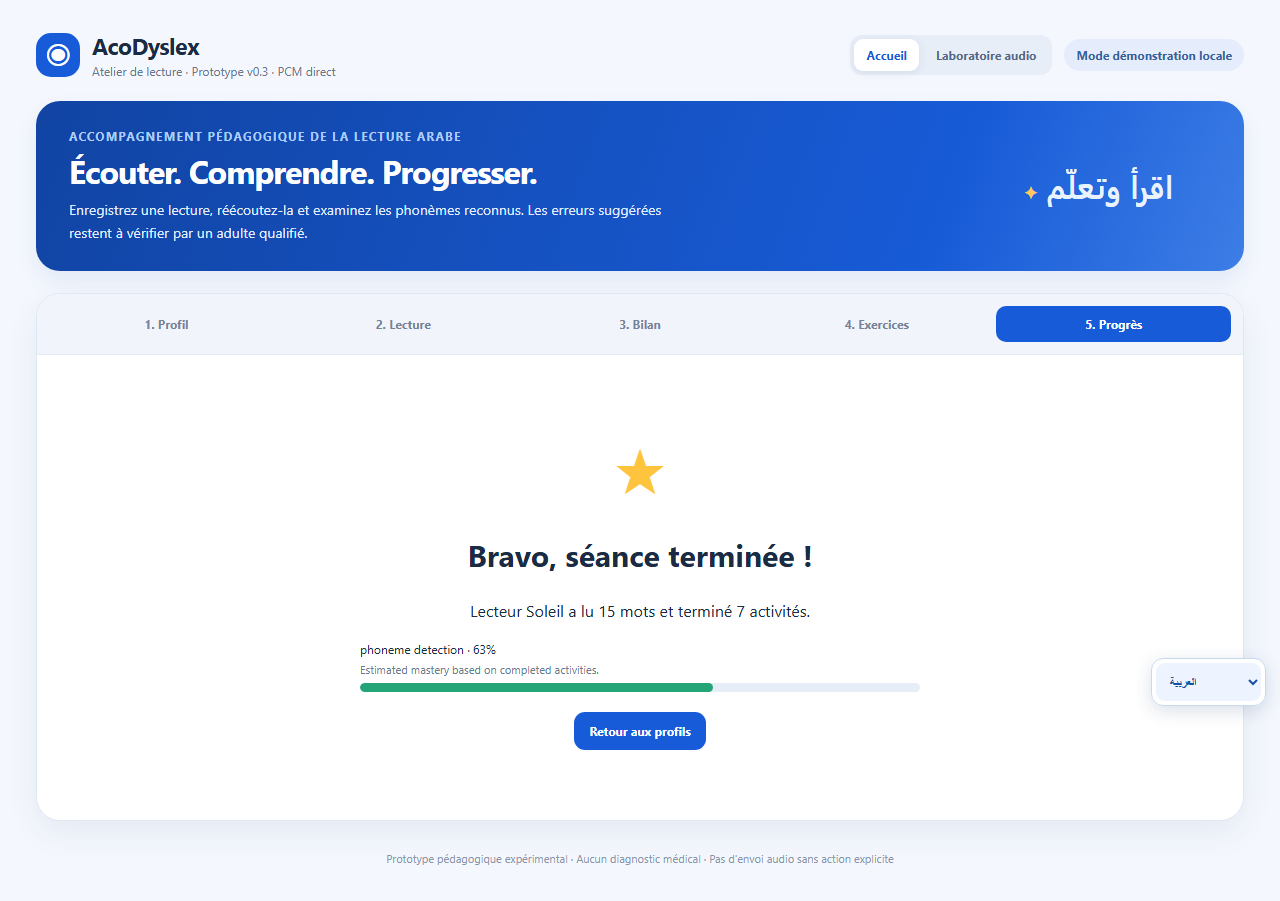 AcoDyslex
Atelier de lecture · Prototype v0.3 · PCM direct
Accueil
Laboratoire audio
Mode démonstration locale
ACCOMPAGNEMENT PÉDAGOGIQUE DE LA LECTURE ARABE
Écouter. Comprendre. Progresser.
Enregistrez une lecture, réécoutez-la et examinez les phonèmes reconnus. Les erreurs suggérées
restent à vérifier par un adulte qualifié.
اقرأ وتعلّم ✦
1. Profil
2. Lecture
3. Bilan
4. Exercices
5. Progrès
Bravo, séance terminée !
Lecteur Soleil a lu 15 mots et terminé 7 activités.
phoneme detection · 63%
Estimated mastery based on completed activities.
العربية
Retour aux profils
Prototype pédagogique expérimental · Aucun diagnostic médical · Pas d'envoi audio sans action explicite